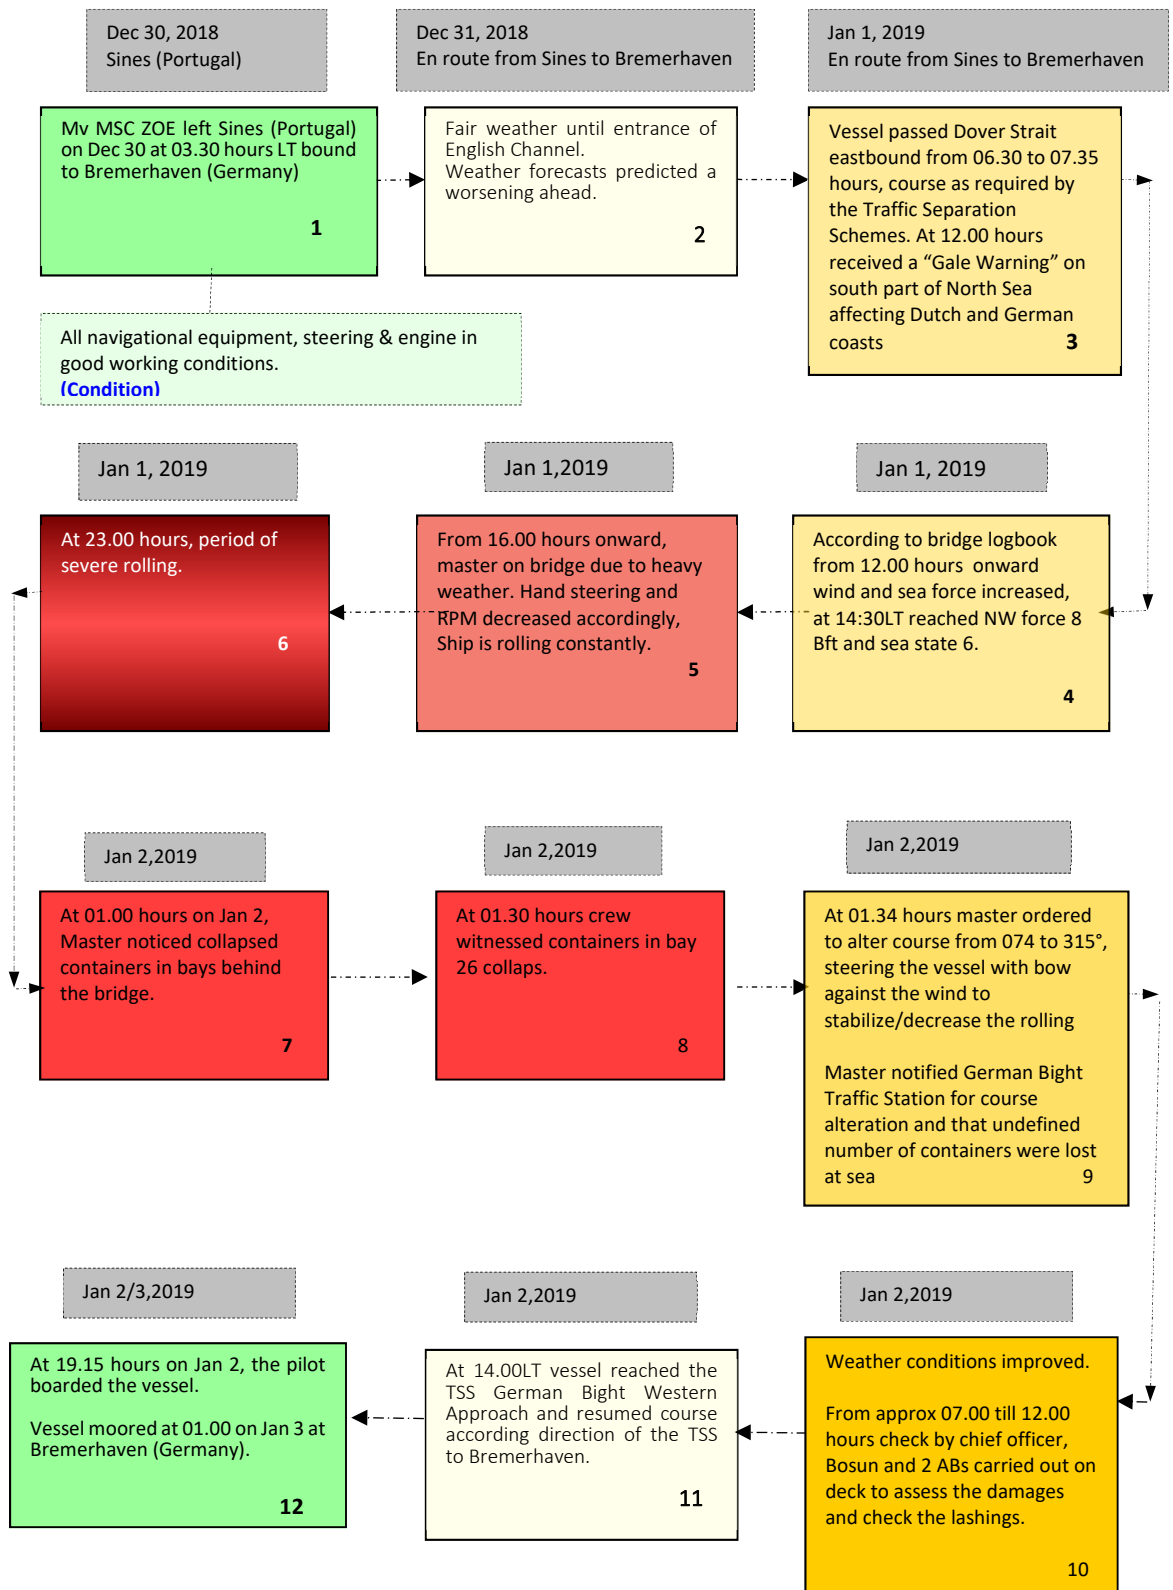 Dec 30, 2018
Sines (Portugal)
Dec 31, 2018
En route from Sines to Bremerhaven
Jan 1, 2019
En route from Sines to Bremerhaven
Mv MSC ZOE left Sines (Portugal)
on Dec 30 at 03.30 hours LT bound
to Bremerhaven (Germany)
1
Fair weather until entrance of
English Channel.
Weather forecasts predicted a
worsening ahead.
2
Vessel passed Dover Strait
eastbound from 06.30 to 07.35
hours, course as required by
the Traffic Separation
Schemes. At 12.00 hours
received a “Gale Warning” on
south part of North Sea
affecting Dutch and German
coasts 3
All navigational equipment, steering & engine in
good working conditions.
(Condition)
Jan 1, 2019
Jan 1,2019
Jan 1, 2019
At 23.00 hours, period of
severe rolling.
6
From 16.00 hours onward,
master on bridge due to heavy
weather. Hand steering and
RPM decreased accordingly,
Ship is rolling constantly.
5
According to bridge logbook
from 12.00 hours onward
wind and sea force increased,
at 14:30LT reached NW force 8
Bft and sea state 6.
4
Jan 2,2019
Jan 2,2019
Jan 2,2019
At 01.00 hours on Jan 2,
Master noticed collapsed
containers in bays behind
the bridge.
7
At 01.30 hours crew
witnessed containers in bay
26 collaps.
8
At 01.34 hours master ordered
to alter course from 074 to 315°,
steering the vessel with bow
against the wind to
stabilize/decrease the rolling
Master notified German Bight
Traffic Station for course
alteration and that undefined
number of containers were lost
at sea 9
Jan 2/3,2019
Jan 2,2019
Jan 2,2019
At 19.15 hours on Jan 2, the pilot
boarded the vessel.
Vessel moored at 01.00 on Jan 3 at
Bremerhaven (Germany).
12
At 14.00LT vessel reached the
TSS German Bight Western
Approach and resumed course
according direction of the TSS
to Bremerhaven.
11
Weather conditions improved.
From approx 07.00 till 12.00
hours check by chief officer,
Bosun and 2 ABs carried out on
deck to assess the damages
and check the lashings.
10